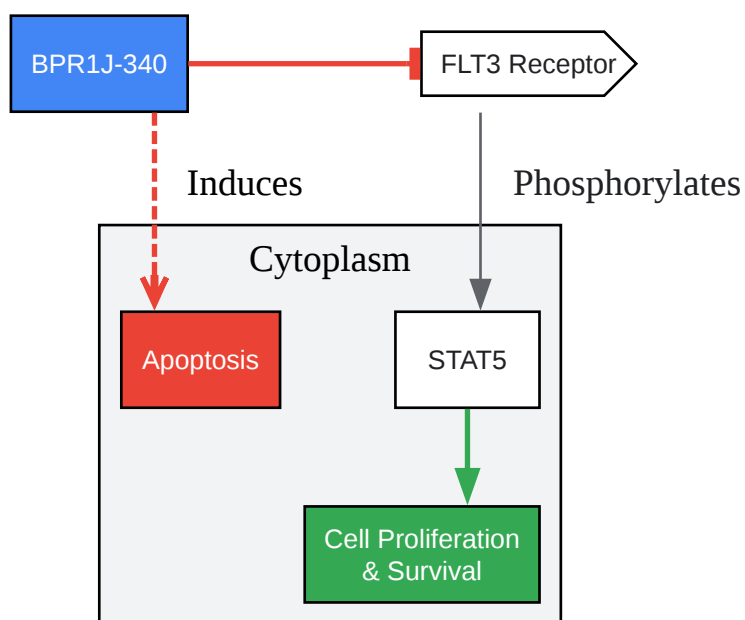 BPR1J-340
FLT3 Receptor
Induces
Phosphorylates
Cytoplasm
Apoptosis
STAT5
Cell Proliferation
& Survival